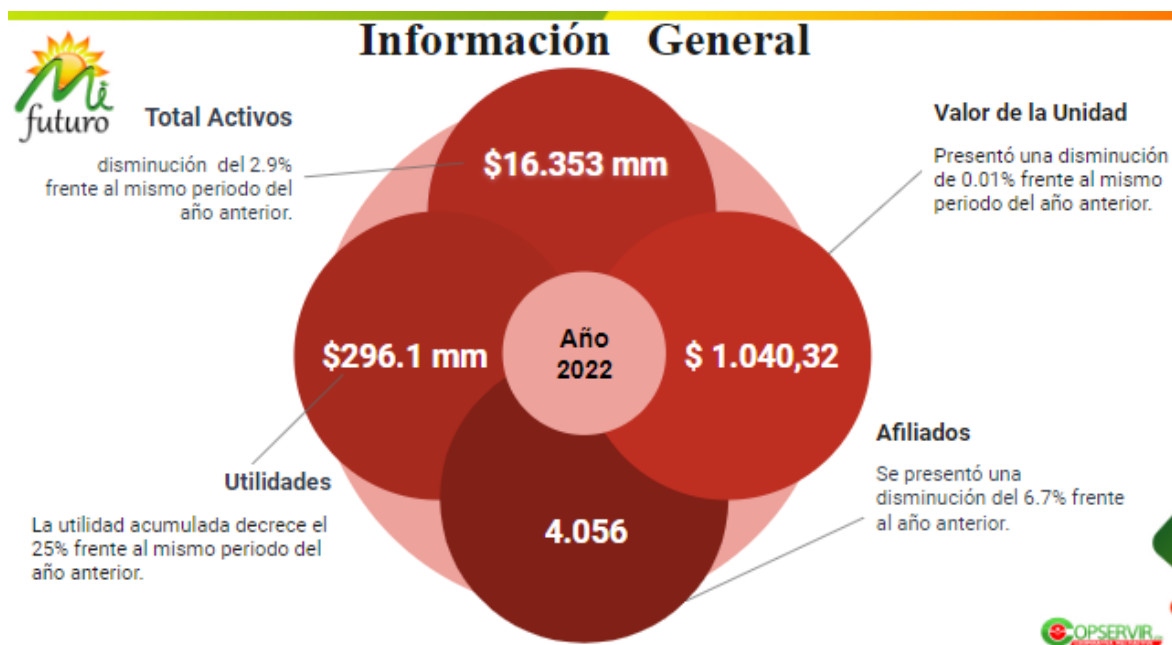 Información General
Mi
futuro
Total Activos
disminución del 2.9%
frente al mismo periodo del
año anterior.
$16.353 mm
Valor de la Unidad
Presentó una disminución
de 0.01% frente al mismo
periodo del año anterior.
$296.1 mm
Año
2022
$ 1.040,32
Utilidades
La utilidad acumulada decrece el
25% frente al mismo periodo del
año anterior.
4.056
Afiliados
Se presentó una
disminución del 6.7% frente
al año anterior.
COPSERVIR